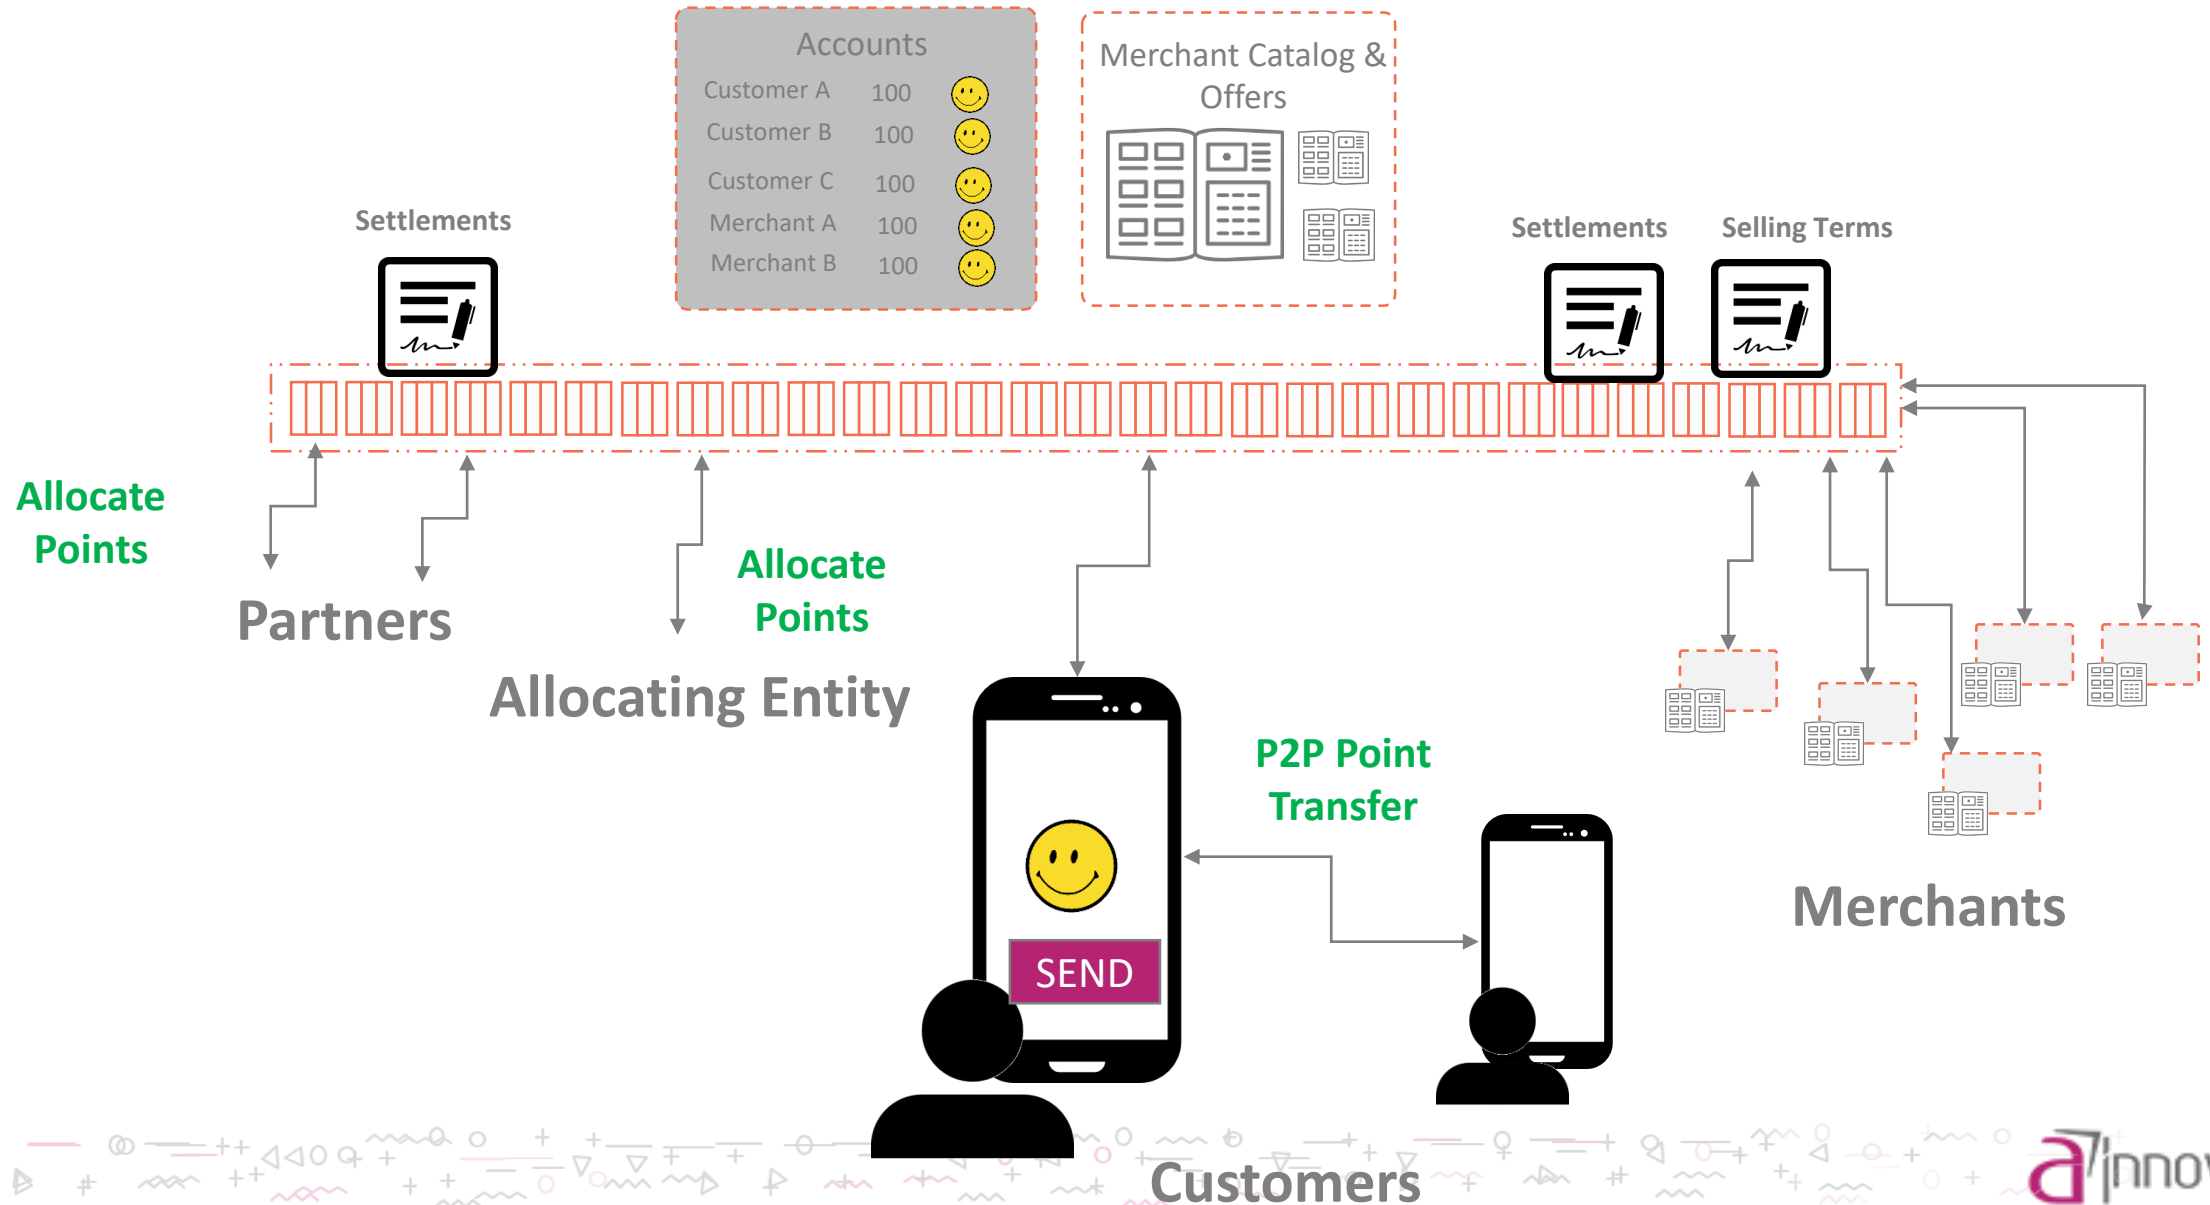 Accounts
Customer A 100
Customer B 100
Customer C 100
Merchant A 100
Merchant B 100
Merchant Catalog &
Offers
Settlements
Settlements
Selling Terms
Allocate
Points
Partners
Allocate
Points
Allocating Entity
P2P Point
Transfer
SEND
Merchants
Customers